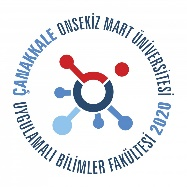 ÇANAKKALE ONSEKİZ MART ÜNİVERSİTESİ
UYGULAMALI BİLİMLER FAKÜLTESİ 2020